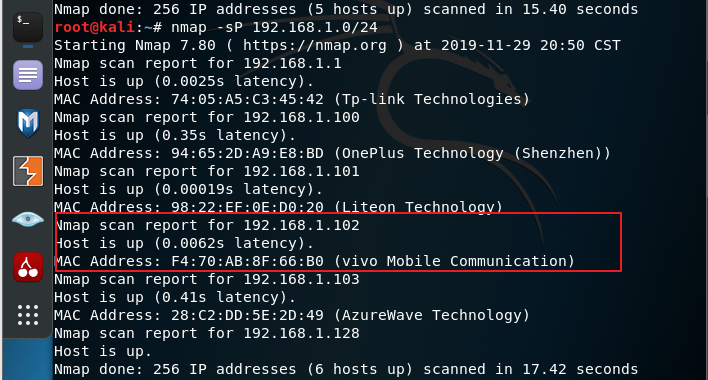 Nmap done: 256 IP addresses (5 hosts up) scanned in 15.40 seconds
root@kali:~# nmap -sP 192.168.1.0/24
Starting Nmap 7.80 ( https://nmap.org ) at 2019-11-29 20:50 CST
Nmap scan report for 192.168.1.1
Host is up (0.0025s latency).
MAC Address: 74:05:A5:C3:45:42 (Tp-link Technologies)
Nmap scan report for 192.168.1.100
Host is up (0.35s latency).
MAC Address: 94:65:2D:A9:E8:BD (OnePlus Technology (Shenzhen))
Nmap scan report for 192.168.1.101
Host is up (0.00019s latency).
MAC Address: 98:22:EF:0E:D0:20 (Liteon Technology)
Nmap scan report for 192.168.1.102
Host is up (0.0062s latency).
MAC Address: F4:70:AB:8F:66:B0 (vivo Mobile Communication)
Nmap scan report for 192.168.1.103
Host is up (0.41s latency).
MAC Address: 28:C2:DD:5E:2D:49 (AzureWave Technology)
Nmap scan report for 192.168.1.128
Host is up.
Nmap done: 256 IP addresses (6 hosts up) scanned in 17.42 seconds